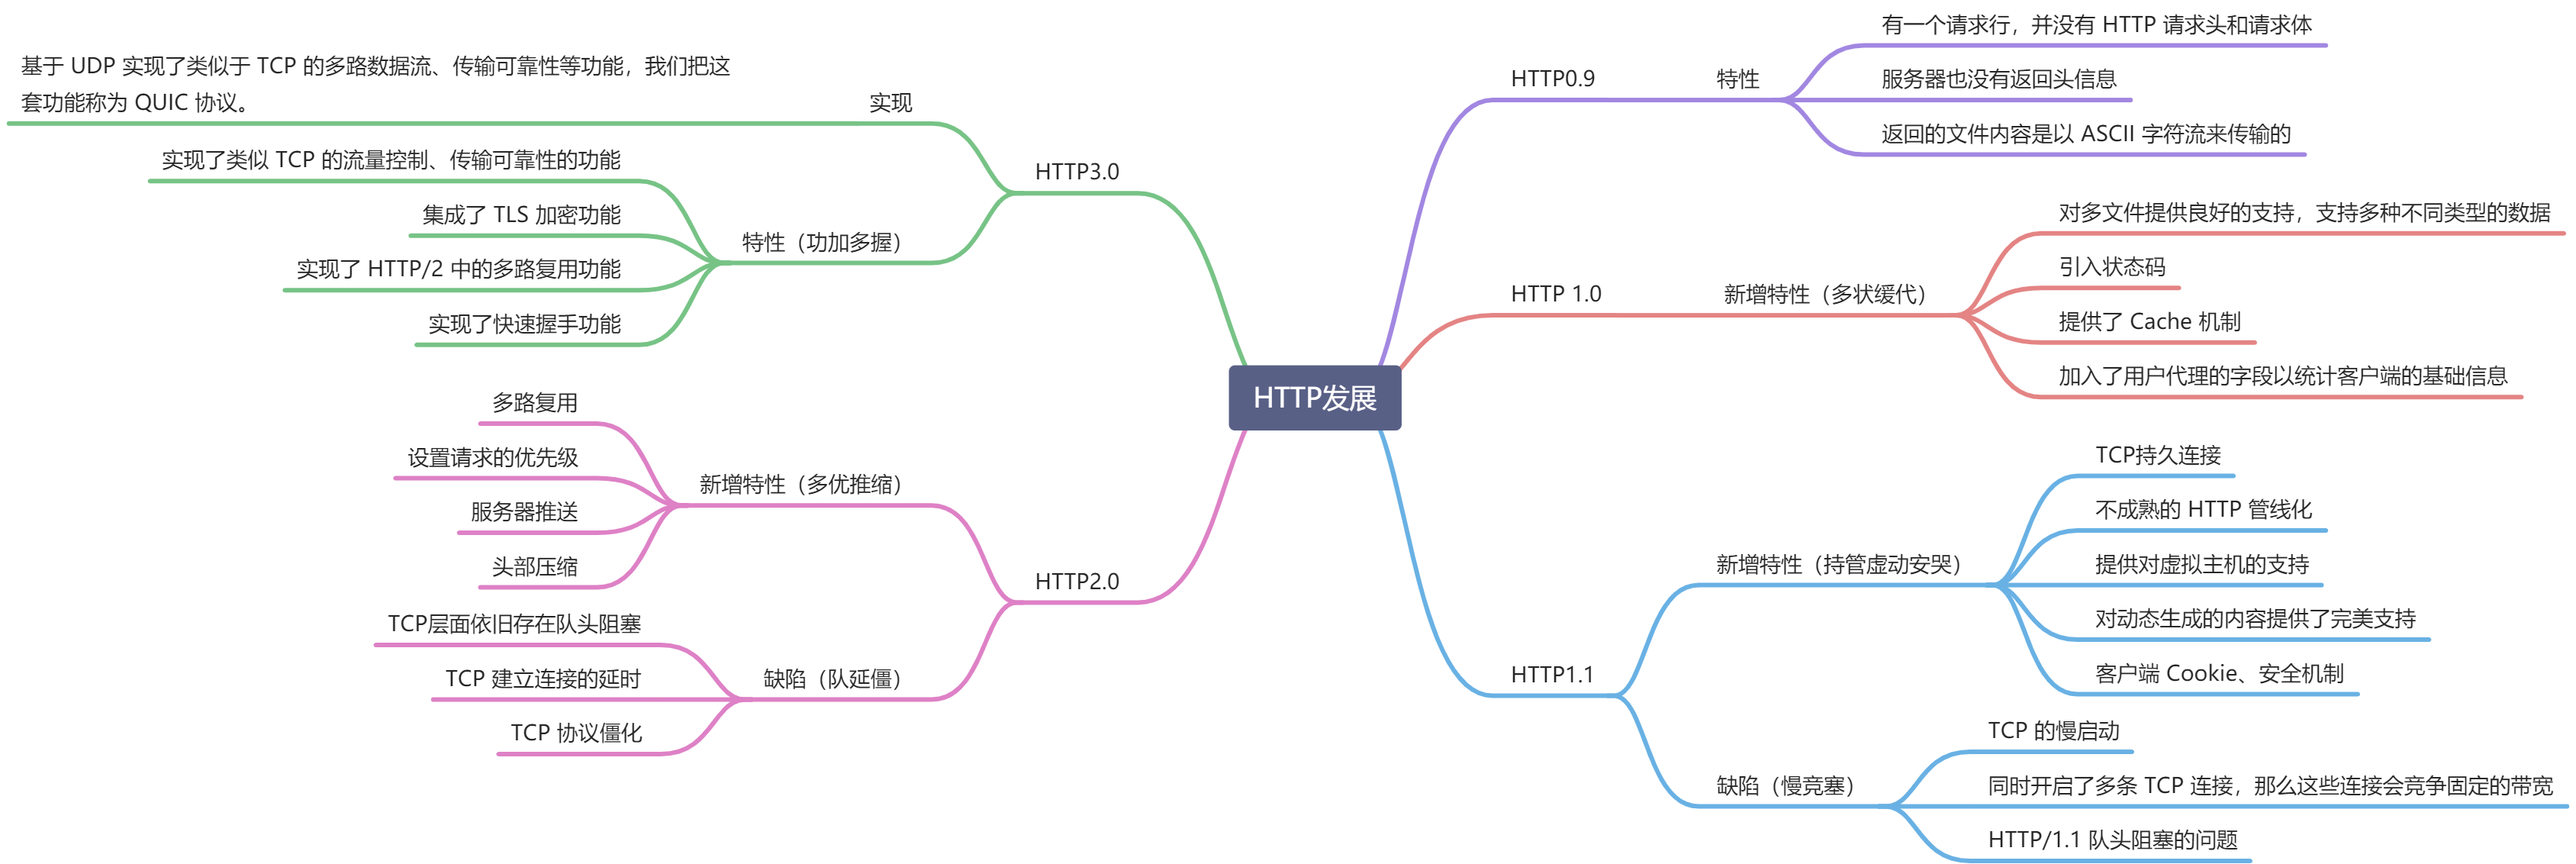 HTTP发展
HTTP0.9
特性
有一个请求行，并没有 HTTP 请求头和请求体
服务器也没有返回头信息
返回的文件内容是以 ASCII 字符流来传输的
HTTP 1.0
新增特性（多状缓代）
对多文件提供良好的支持，支持多种不同类型的数据
引入状态码
提供了 Cache 机制
加入了用户代理的字段以统计客户端的基础信息
HTTP1.1
新增特性（持管虚动安哭）
TCP持久连接
不成熟的 HTTP 管线化
提供对虚拟主机的支持
对动态生成的内容提供了完美支持
客户端 Cookie、安全机制
缺陷（慢竞塞）
TCP 的慢启动
同时开启了多条 TCP 连接，那么这些连接会竞争固定的带宽
HTTP/1.1 队头阻塞的问题
HTTP2.0
新增特性（多优推缩）
多路复用
设置请求的优先级
服务器推送
头部压缩
缺陷（队延僵）
TCP层面依旧存在队头阻塞
TCP 建立连接的延时
TCP 协议僵化
HTTP3.0
实现
基于 UDP 实现了类似于 TCP 的多路数据流、传输可靠性等功能，我们把这
套功能称为 QUIC 协议。
特性（功加多握）
实现了类似 TCP 的流量控制、传输可靠性的功能
集成了 TLS 加密功能
实现了 HTTP/2 中的多路复用功能
实现了快速握手功能